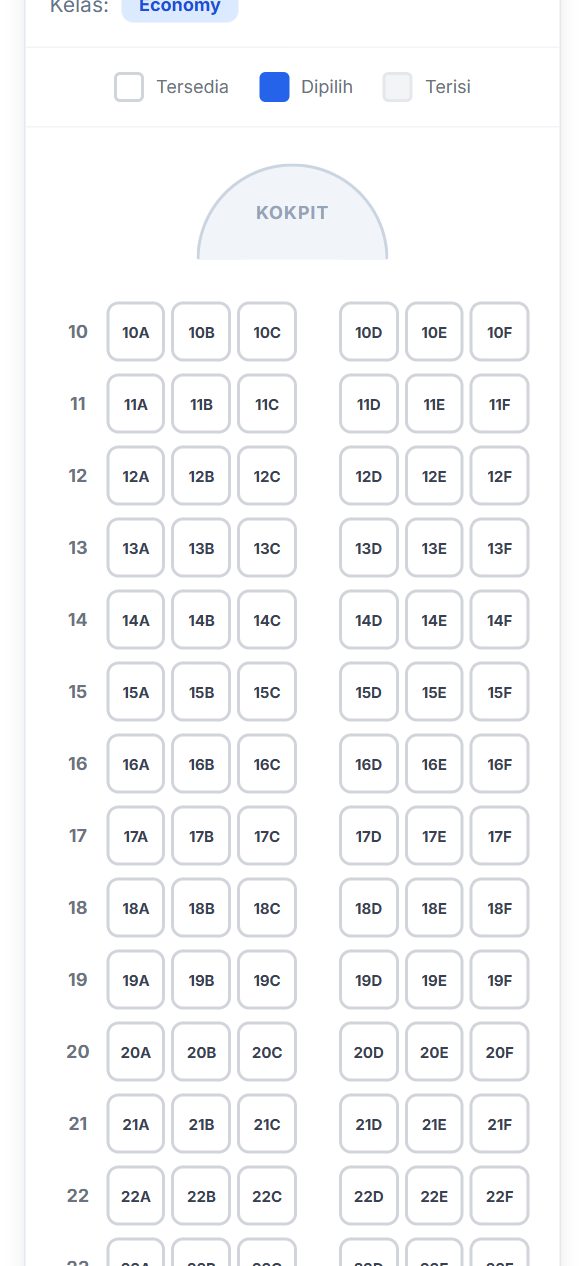 Kelas: Economy
Tersedia Dipilih Terisi
KOKPIT
10 10A 10B 10C 10D 10E 10F
11 11A 11B 11C 11D 11E 11F
12 12A 12B 12C 12D 12E 12F
13 13A 13B 13C 13D 13E 13F
14 14A 14B 14C 14D 14E 14F
15 15A 15B 15C 15D 15E 15F
16 16A 16B 16C 16D 16E 16F
17 17A 17B 17C 17D 17E 17F
18 18A 18B 18C 18D 18E 18F
19 19A 19B 19C 19D 19E 19F
20 20A 20B 20C 20D 20E 20F
21 21A 21B 21C 21D 21E 21F
22 22A 22B 22C 22D 22E 22F